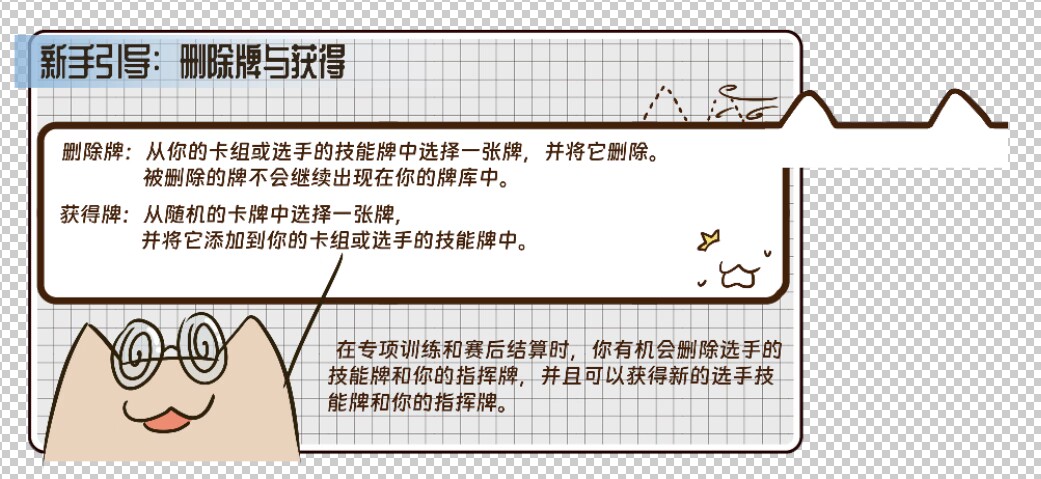 新手引导：删除牌与获得
删除牌：从你的卡组或选手的技能牌中选择一张牌，并将它删除。
被删除的牌不会继续出现在你的牌库中。
获得牌：从随机的卡牌中选择一张牌，
并将它添加到你的卡组或选手的技能牌中。
在专项训练和赛后结算时，你有机会删除选手的
技能牌和你的指挥牌，并且可以获得新的选手技
能牌和你的指挥牌。